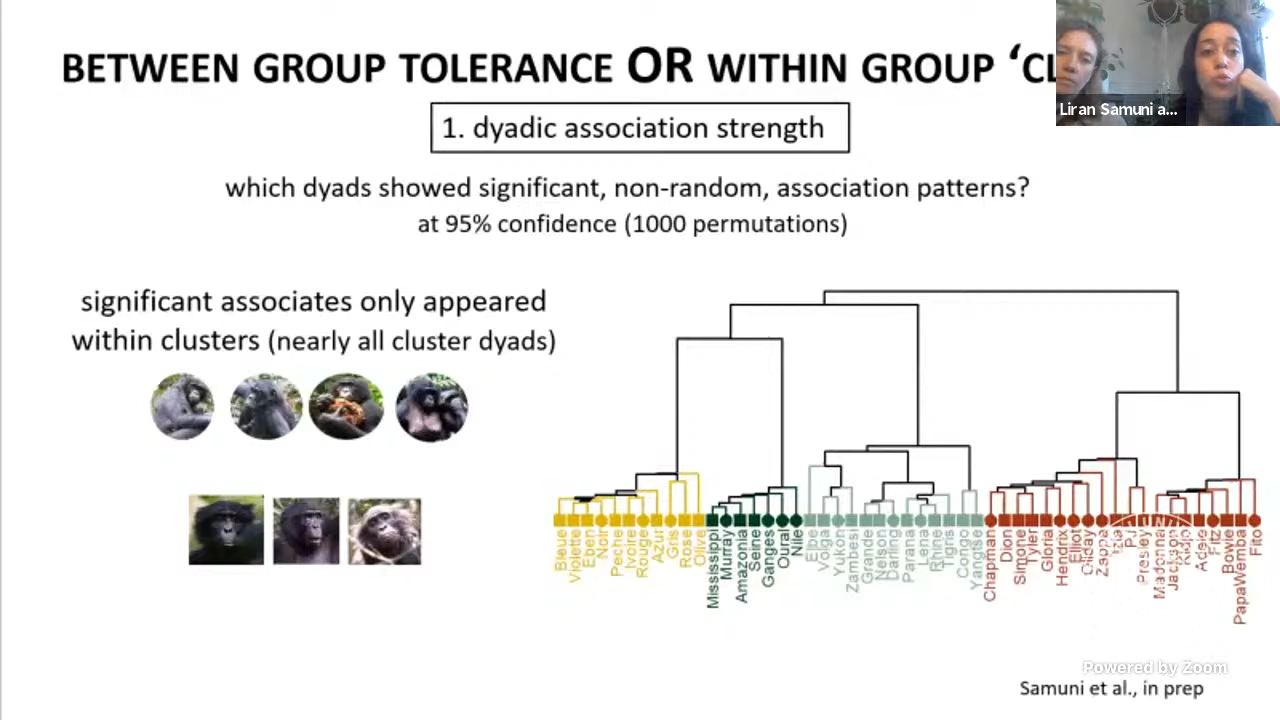 BETWEEN GROUP TOLERANCE OR WITHIN GROUP ‘CL
Liran Samuni a...
1. dyadic association strength
which dyads showed significant, non-random, association patterns?
at 95% confidence (1000 permutations)
significant associates only appeared
within clusters (nearly all cluster dyads)
Bleue
Violette
Eben
Noir
Peche
Ivoire
Rouge
Azur
Gris
Rose
Olive
Mississippi
Murray
Amazonia
Seine
Ganges
Oural
Nile
Elbe
Volga
Yukon
Zambesi
Grande
Nelson
Darling
Parana
Lena
Rhine
Tigris
Congo
Yangtse
Chapman
Dion
Simone
Tyler
Gloria
Hendrix
Elliot
PJ
Presley
Madonna
Jackson
Adele
Fitz
Bowie
PapaWemba
Fito
Powered by Zoom
Samuni et al., in prep